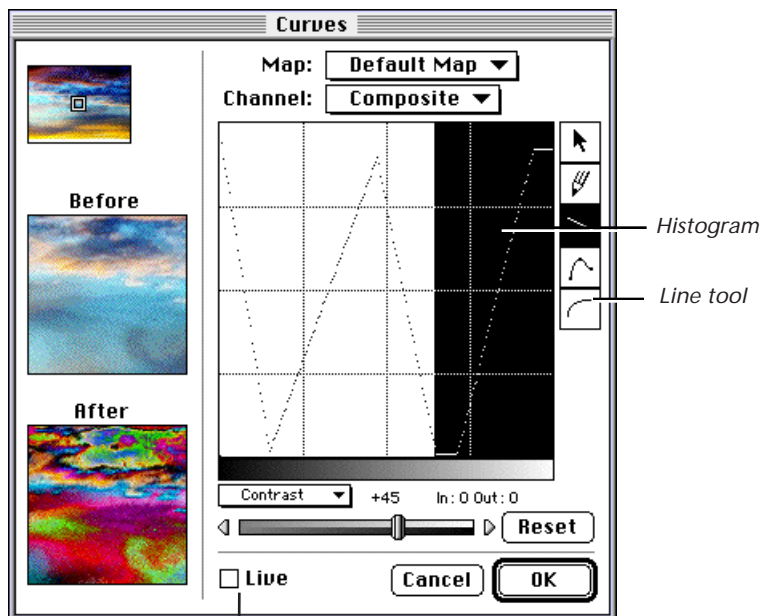 Curves
Map: Default Map
Channel: Composite
Before
After
Histogram
Line tool
Contrast +45 In: 0 Out: 0
Reset
Live
Cancel OK